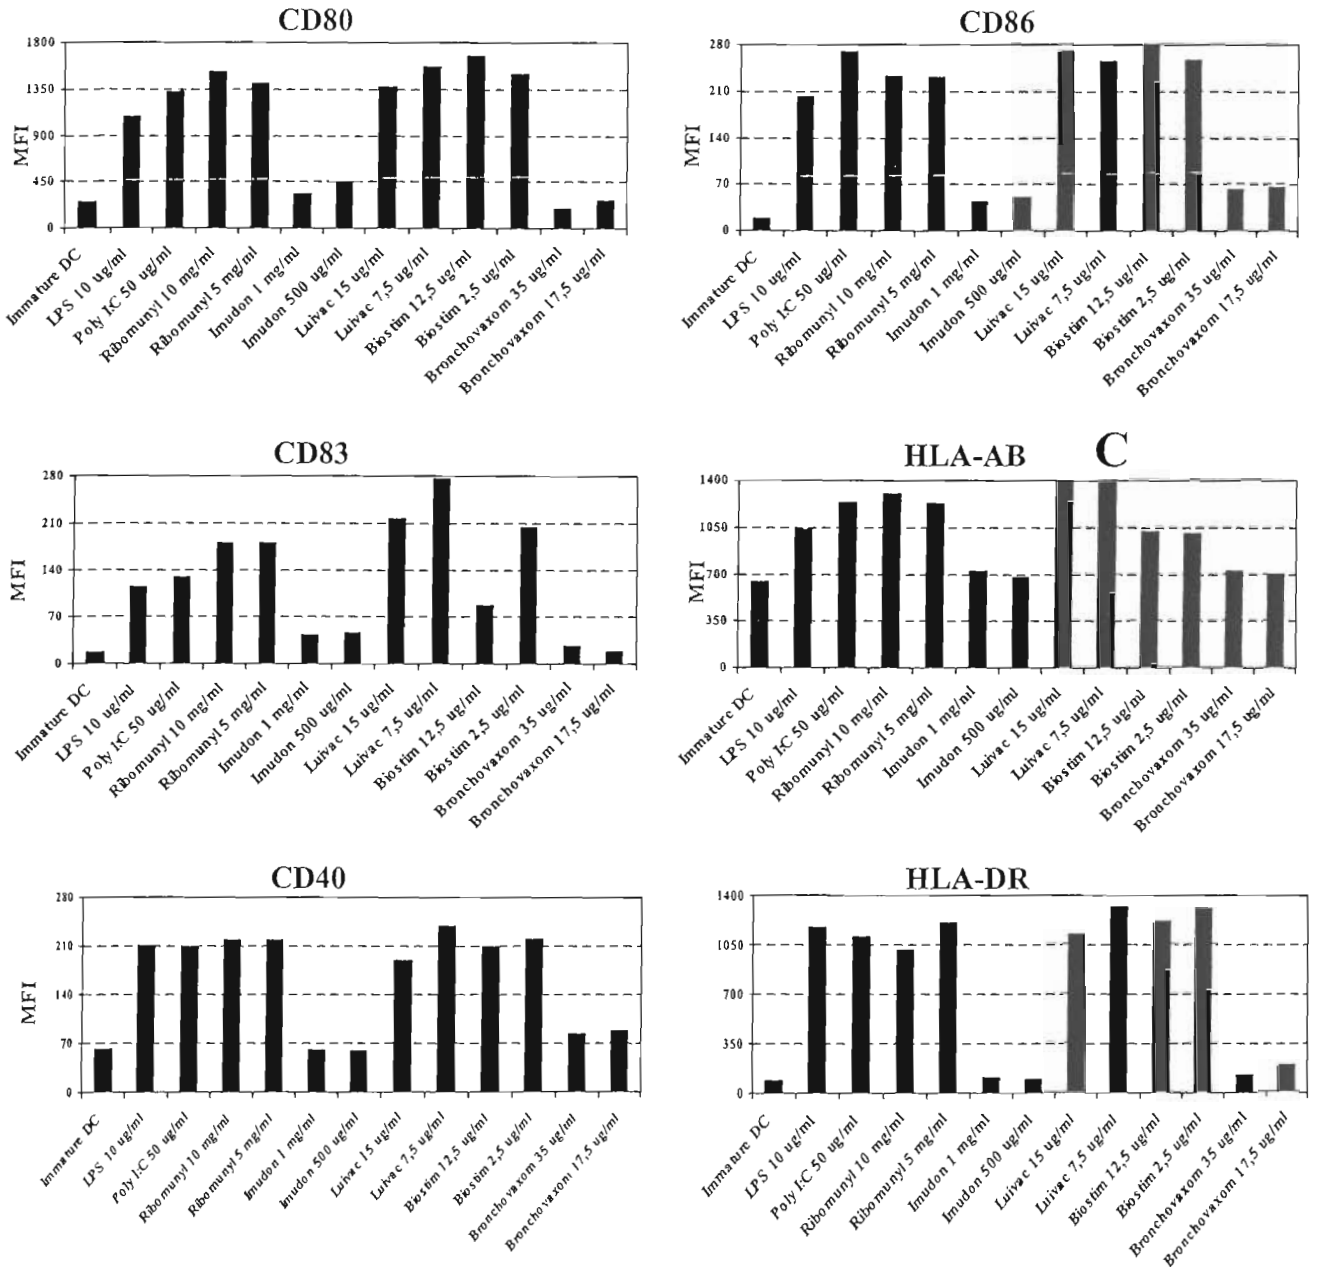 CD80
MFI
1800
1350
900
450
0
Immature DC
LPS 10 ug/ml
Poly I:C 50 ug/ml
Ribomunyl 10 mg/ml
Ribomunyl 5 mg/ml
Imudon 1 mg/ml
Imudon 500 ug/ml
Luivac 15 ug/ml
Luivac 7,5 ug/ml
Biostim 12,5 ug/ml
Biostim 2,5 ug/ml
Bronchovaxom 35 ug/ml
Bronchovaxom 17,5 ug/ml
CD86
MFI
280
210
140
70
0
Immature DC
LPS 10 ug/ml
Poly I:C 50 ug/ml
Ribomunyl 10 mg/ml
Ribomunyl 5 mg/ml
Imudon 1 mg/ml
Imudon 500 ug/ml
Luivac 15 ug/ml
Luivac 7,5 ug/ml
Biostim 12,5 ug/ml
Biostim 2,5 ug/ml
Bronchovaxom 35 ug/ml
Bronchovaxom 17,5 ug/ml
CD83
MFI
280
210
140
70
0
Immature DC
LPS 10 ug/ml
Poly I:C 50 ug/ml
Ribomunyl 10 mg/ml
Ribomunyl 5 mg/ml
Imudon 1 mg/ml
Imudon 500 ug/ml
Luivac 15 ug/ml
Luivac 7,5 ug/ml
Biostim 12,5 ug/ml
Biostim 2,5 ug/ml
Bronchovaxom 35 ug/ml
Bronchovaxom 17,5 ug/ml
HLA-AB C
MFI
1400
1050
700
350
0
Immature DC
LPS 10 ug/ml
Poly I:C 50 ug/ml
Ribomunyl 10 mg/ml
Ribomunyl 5 mg/ml
Imudon 1 mg/ml
Imudon 500 ug/ml
Luivac 15 ug/ml
Luivac 7,5 ug/ml
Biostim 12,5 ug/ml
Biostim 2,5 ug/ml
Bronchovaxom 35 ug/ml
Bronchovaxom 17,5 ug/ml
CD40
MFI
280
210
140
70
0
Immature DC
LPS 10 ug/ml
Poly I:C 50 ug/ml
Ribomunyl 10 mg/ml
Ribomunyl 5 mg/ml
Imudon 1 mg/ml
Imudon 500 ug/ml
Luivac 15 ug/ml
Luivac 7,5 ug/ml
Biostim 12,5 ug/ml
Biostim 2,5 ug/ml
Bronchovaxom 35 ug/ml
Bronchovaxom 17,5 ug/ml
HLA-DR
MFI
1400
1050
700
350
0
Immature DC
LPS 10 ug/ml
Poly I:C 50 ug/ml
Ribomunyl 10 mg/ml
Ribomunyl 5 mg/ml
Imudon 1 mg/ml
Imudon 500 ug/ml
Luivac 15 ug/ml
Luivac 7,5 ug/ml
Biostim 12,5 ug/ml
Biostim 2,5 ug/ml
Bronchovaxom 35 ug/ml
Bronchovaxom 17,5 ug/ml